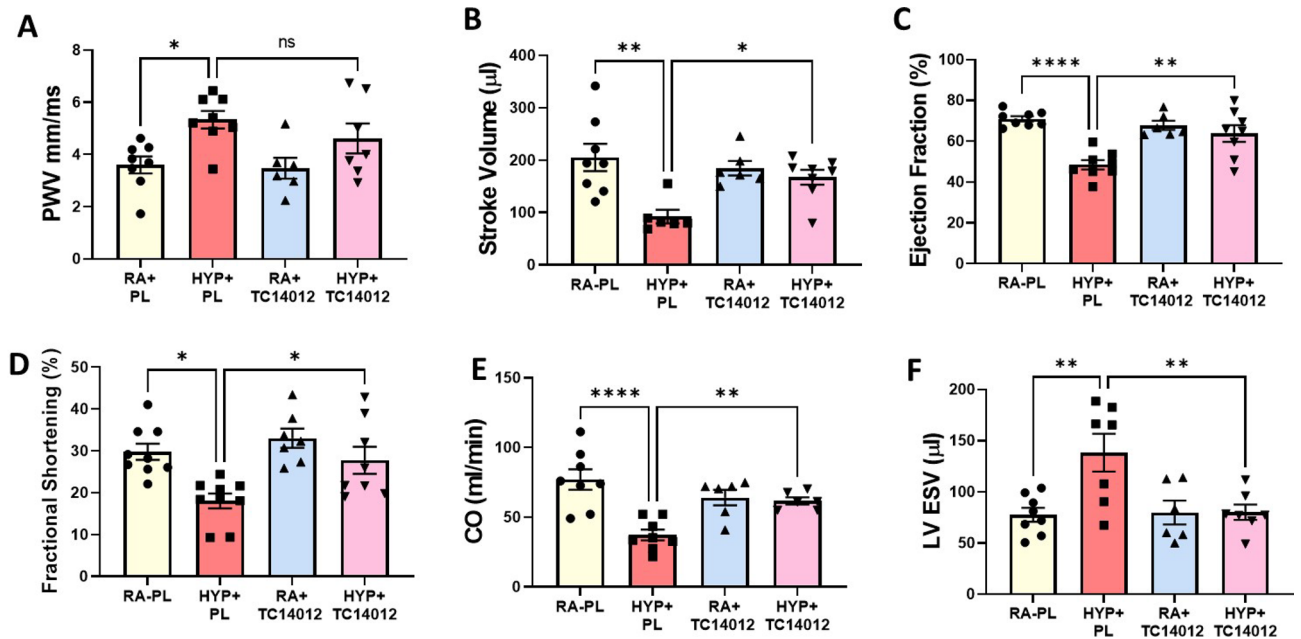 A
PWV mm/ms
8
6
4
2
0
*
ns
RA+
PL
HYP+
PL
RA+
TC14012
HYP+
TC14012
B
Stroke Volume (μl)
400
300
200
100
0
**
*
RA-PL
HYP+
PL
RA+
TC14012
HYP+
TC14012
C
Ejection Fraction (%)
100
80
60
40
20
0
****
**
RA-PL
HYP+
PL
RA+
TC14012
HYP+
TC14012
D
Fractional Shortening (%)
50
40
30
20
10
0
*
*
RA-PL
HYP+
PL
RA+
TC14012
HYP+
TC14012
E
CO (ml/min)
150
100
50
0
****
**
RA-PL
HYP+
PL
RA+
TC14012
HYP+
TC14012
F
LV ESV (μl)
200
150
100
50
0
**
**
RA-PL
HYP+
PL
RA+
TC14012
HYP+
TC14012